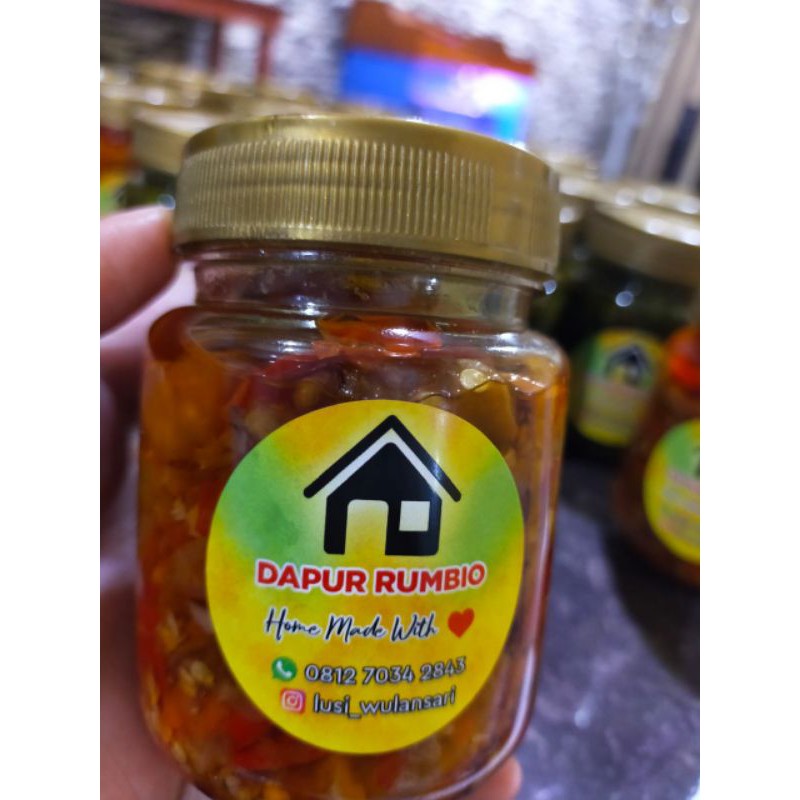 DAPUR RUMBIO
Home Made With
0812 7034 2843
lusi_wulansari